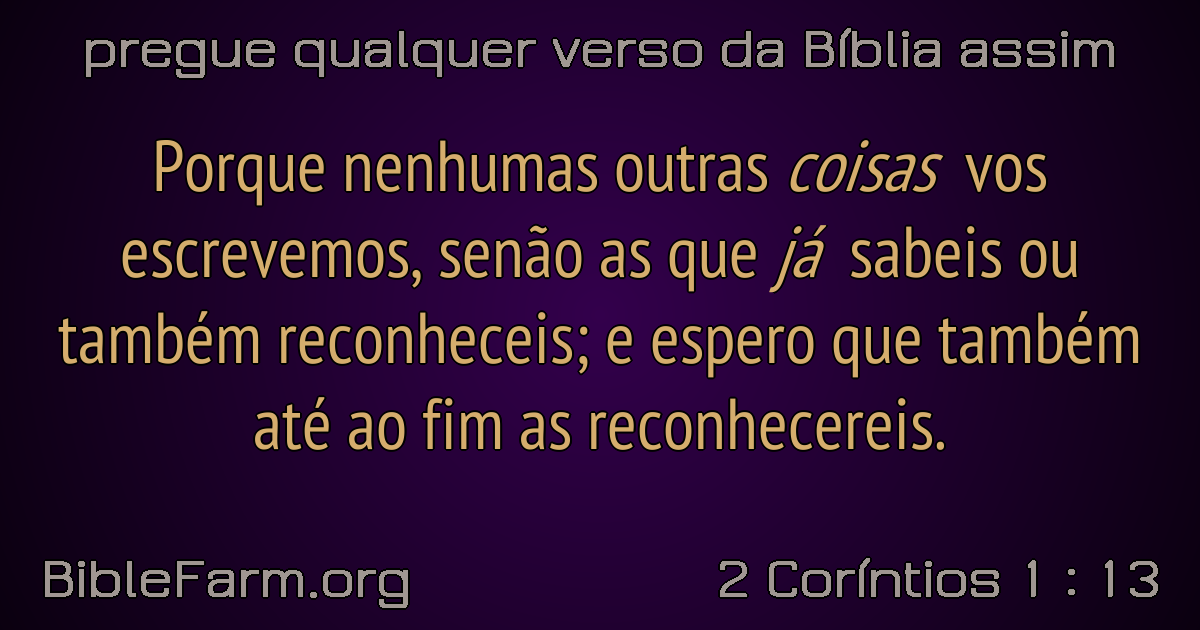 pregue qualquer verso da Bíblia assim
Porque nenhumas outras coisas vos
escrevemos, senão as que já sabeis ou
também reconheceis; e espero que também
até ao fim as reconhecereis.
BibleFarm.org
2 Coríntios 1 : 13